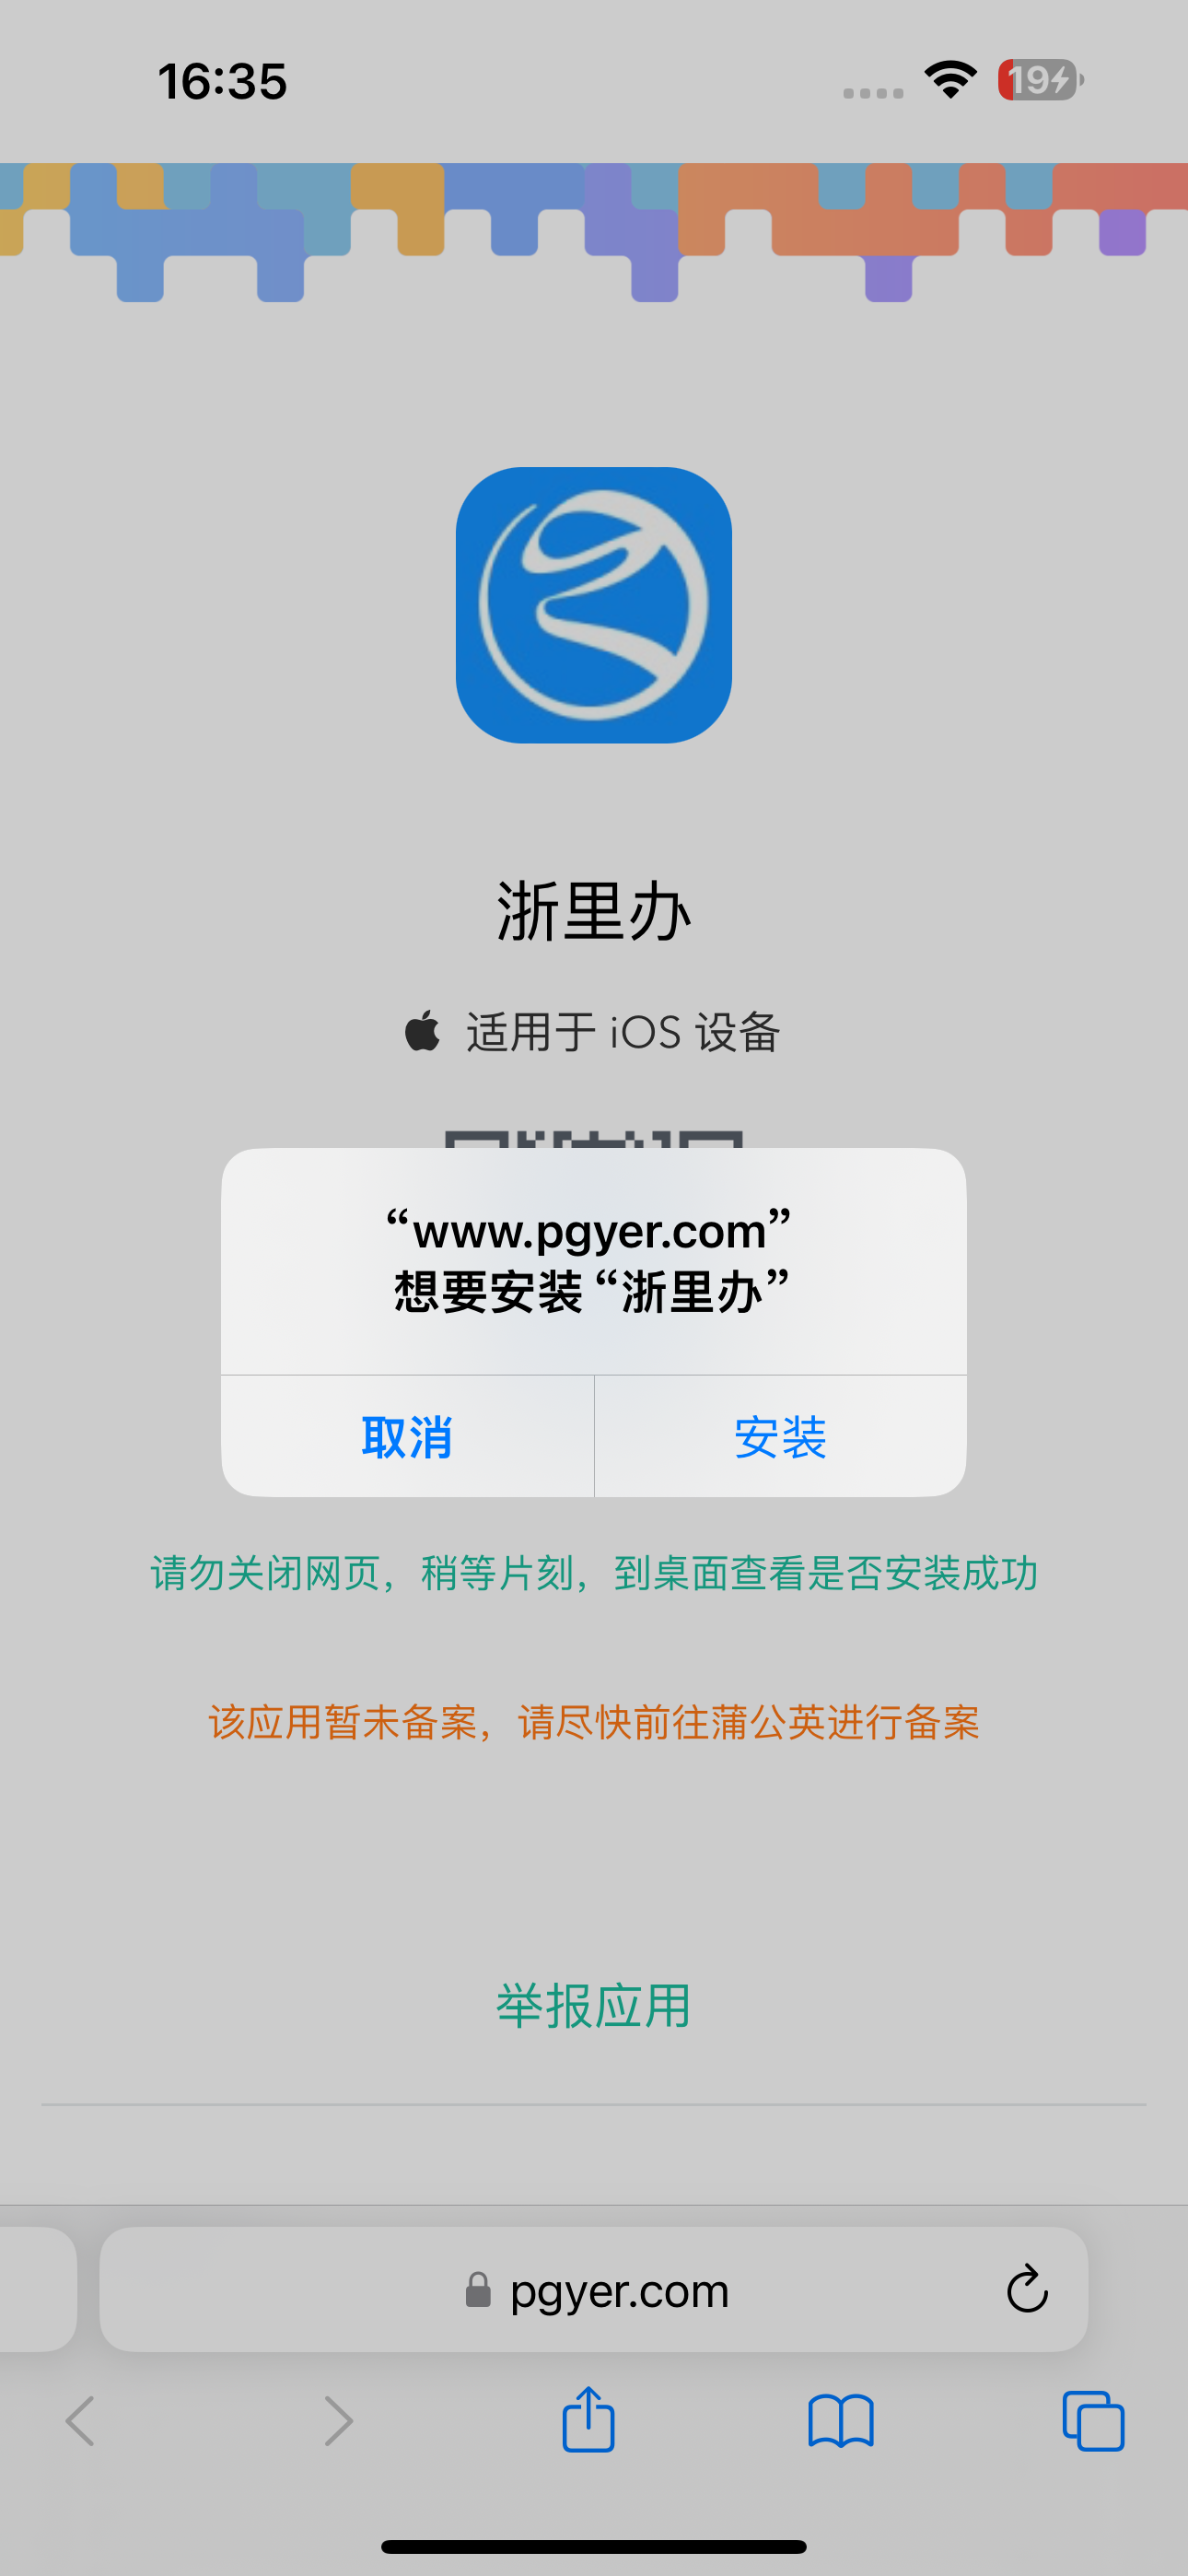 16:35
19
浙里办
适用于 iOS 设备
“www.pgyer.com”
想要安装 “浙里办”
取消
安装
请勿关闭网页，稍等片刻，到桌面查看是否安装成功
该应用暂未备案，请尽快前往蒲公英进行备案
举报应用
pgyer.com